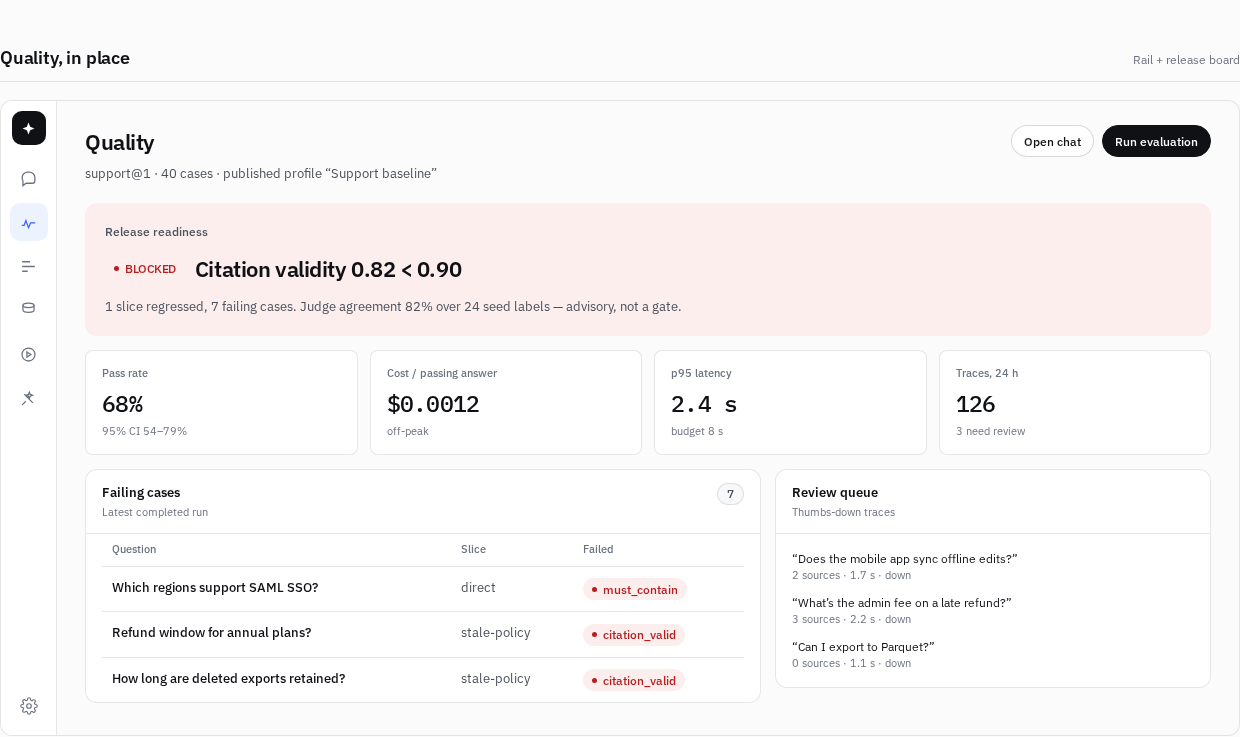 Quality, in place
Rail + release board
Quality
Open chat
Run evaluation
support@1 · 40 cases · published profile “Support baseline”
Release readiness
BLOCKED
Citation validity 0.82 < 0.90
1 slice regressed, 7 failing cases. Judge agreement 82% over 24 seed labels — advisory, not a gate.
Pass rate
68%
95% CI 54–79%
Cost / passing answer
$0.0012
off-peak
p95 latency
2.4 s
budget 8 s
Traces, 24 h
126
3 need review
Failing cases
7
Latest completed run
Question Slice Failed
Which regions support SAML SSO? direct must_contain
Refund window for annual plans? stale-policy citation_valid
How long are deleted exports retained? stale-policy citation_valid
Review queue
Thumbs-down traces
“Does the mobile app sync offline edits?”
2 sources · 1.7 s · down
“What’s the admin fee on a late refund?”
3 sources · 2.2 s · down
“Can I export to Parquet?”
0 sources · 1.1 s · down